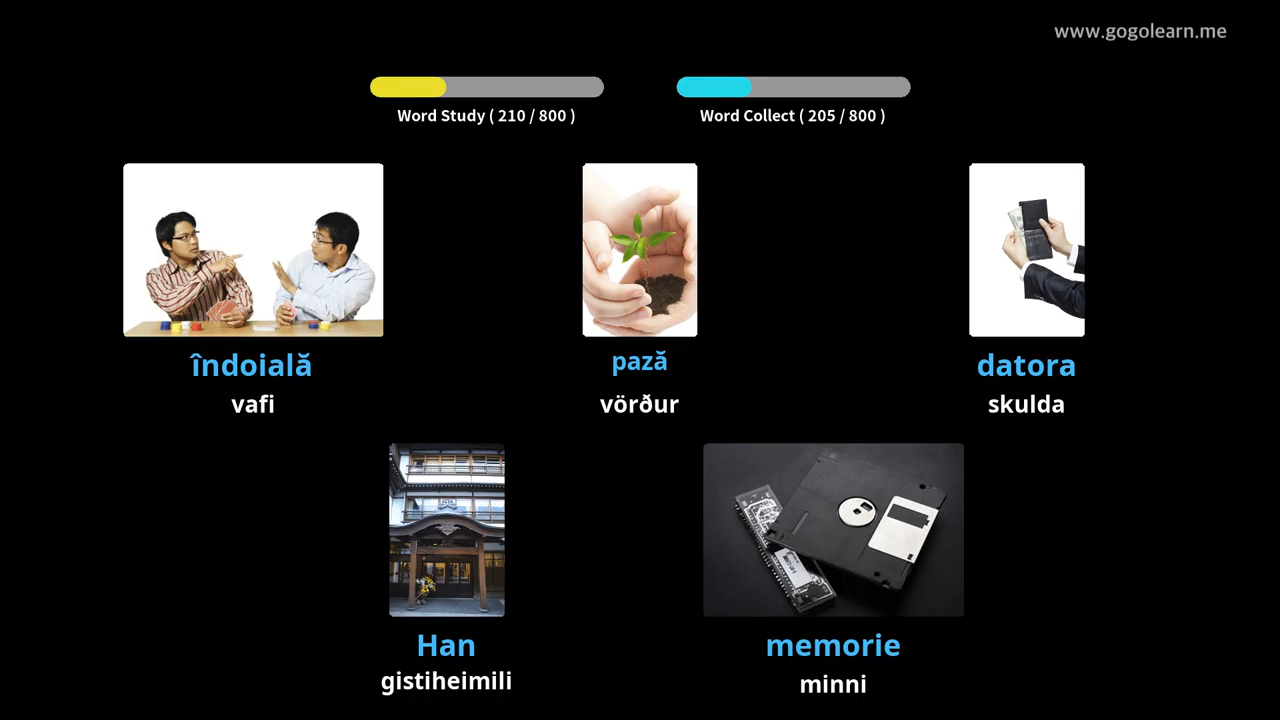 www.gogolearn.me
Word Study ( 210 / 800 )
Word Collect ( 205 / 800 )
îndoială
vafi
pază
vörður
datora
skulda
Han
gistiheimili
memorie
minni